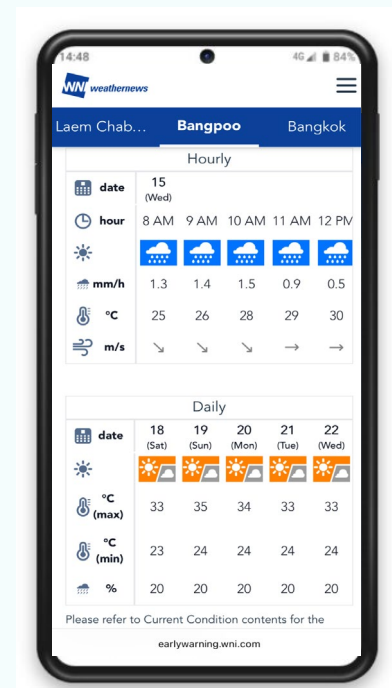 14:48 4G 84%
WNI weathernews
Laem Chab... Bangpoo Bangkok
Hourly
date 15
(Wed)
hour 8 AM 9 AM 10 AM 11 AM 12 PM
mm/h 1.3 1.4 1.5 0.9 0.5
°C 25 26 28 29 30
m/s ↘ ↘ ↘ → →
Daily
date 18 19 20 21 22
(Sat) (Sun) (Mon) (Tue) (Wed)
°C
(max) 33 35 34 33 33
°C
(min) 23 24 24 24 24
% 20 20 20 20 20
Please refer to Current Condition contents for the
earlywarning.wni.com